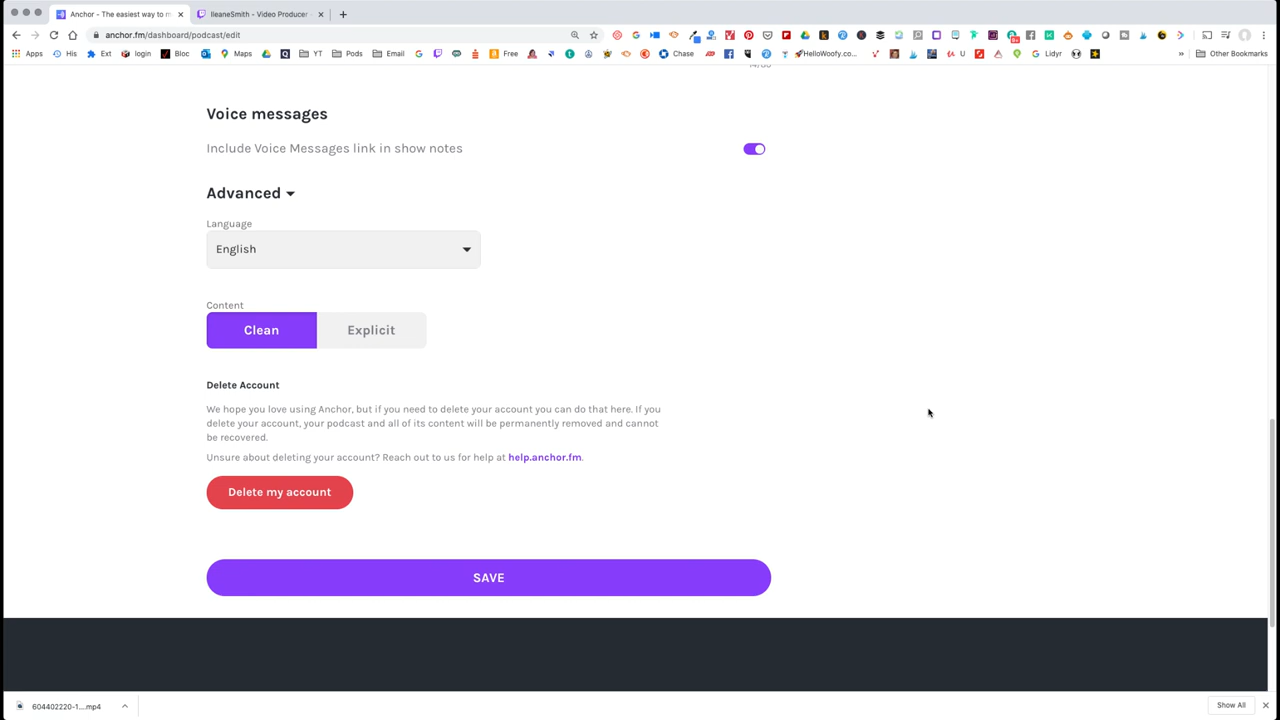 Anchor - The easiest way to m
IleaneSmith - Video Producer
anchor.fm/dashboard/podcast/edit
Apps His Ext login Bloc Maps YT Pods Email Free Chase HelloWoofy.co... U Lidyr Other Bookmarks
Voice messages
Include Voice Messages link in show notes
Advanced
Language
English
Content
Clean Explicit
Delete Account
We hope you love using Anchor, but if you need to delete your account you can do that here. If you
delete your account, your podcast and all of its content will be permanently removed and cannot
be recovered.
Unsure about deleting your account? Reach out to us for help at help.anchor.fm.
Delete my account
SAVE
604402220-1....mp4
Show All